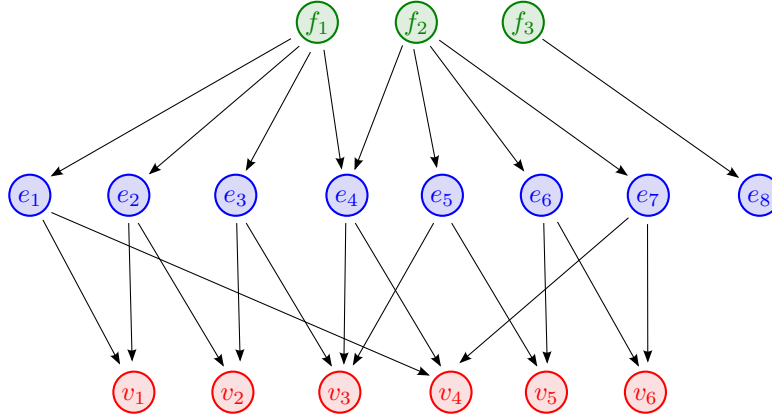 f₁ f₂ f₃
e₁ e₂ e₃ e₄ e₅ e₆ e₇ e₈
v₁ v₂ v₃ v₄ v₅ v₆